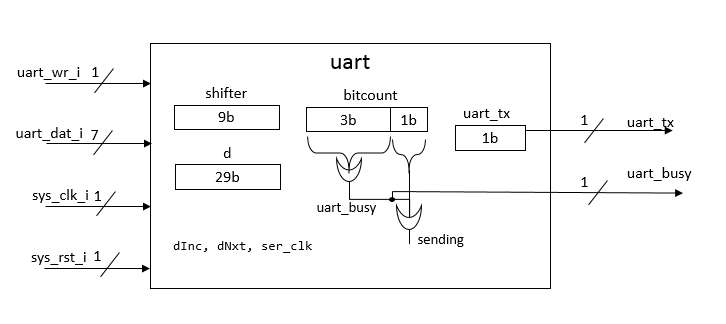 uart
uart_wr_i 1
shifter
9b
bitcount
3b 1b
uart_tx
1b
1 uart_tx
uart_dat_i 7
d
29b
sys_clk_i 1
uart_busy
1 uart_busy
sending
dInc, dNxt, ser_clk
sys_rst_i 1